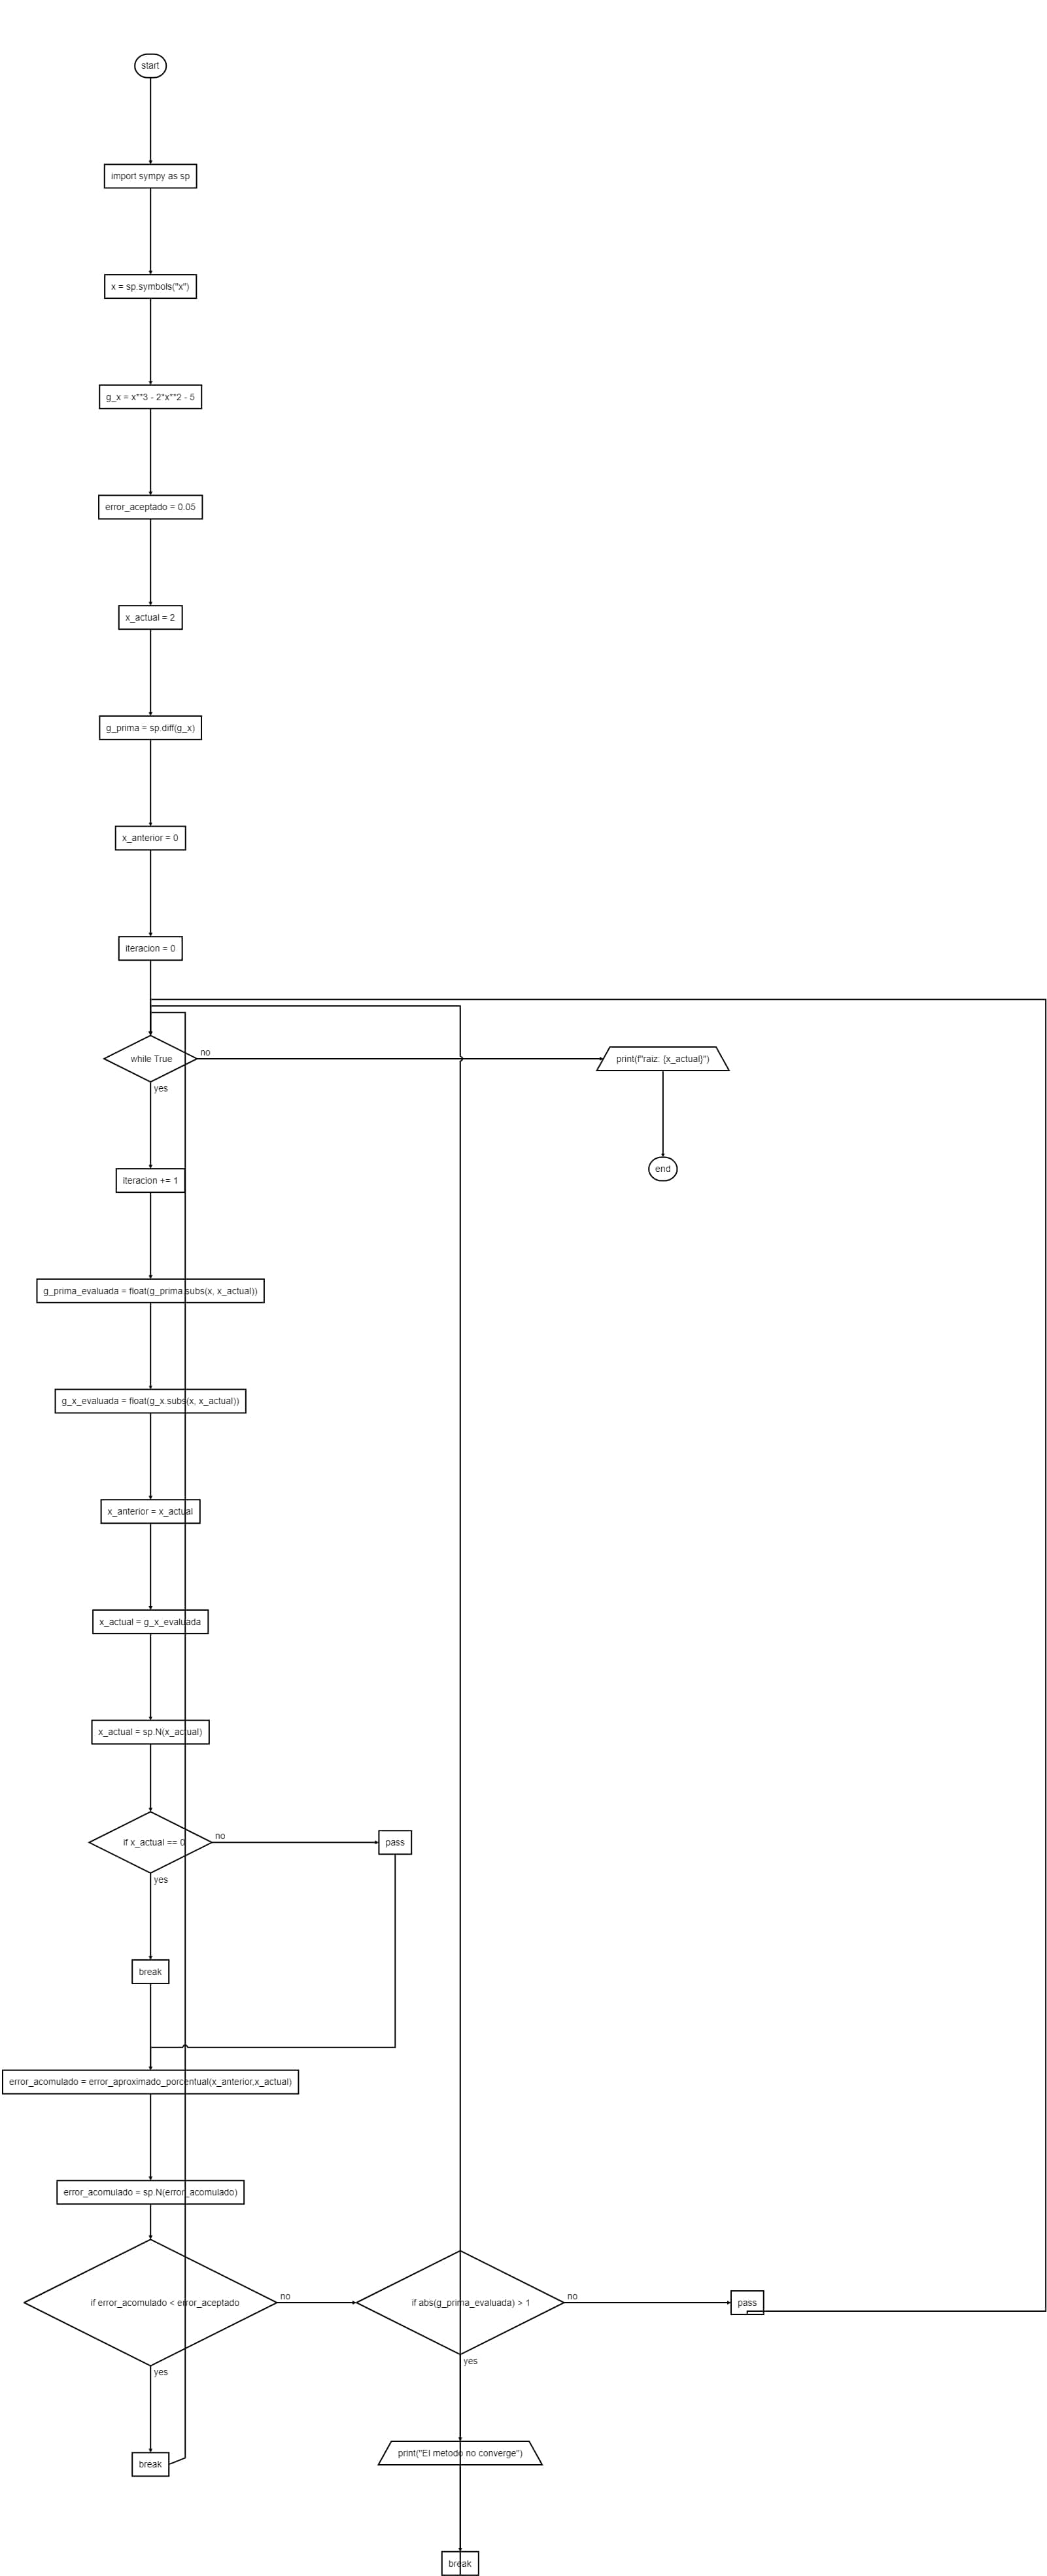 start
import sympy as sp
x = sp.symbols("x")
g_x = x**3 - 2*x**2 - 5
error_aceptado = 0.05
x_actual = 2
g_prima = sp.diff(g_x)
x_anterior = 0
iteracion = 0
while True
no
print(f"raiz: {x_actual}")
yes
end
iteracion += 1
g_prima_evaluada = float(g_prima.subs(x, x_actual))
g_x_evaluada = float(g_x.subs(x, x_actual))
x_anterior = x_actual
x_actual = g_x_evaluada
x_actual = sp.N(x_actual)
if x_actual == 0
no
pass
yes
break
error_acomulado = error_aproximado_porcentual(x_anterior,x_actual)
error_acomulado = sp.N(error_acomulado)
if error_acomulado < error_aceptado
no
if abs(g_prima_evaluada) > 1
no
pass
yes
yes
print("El metodo no converge")
break
break